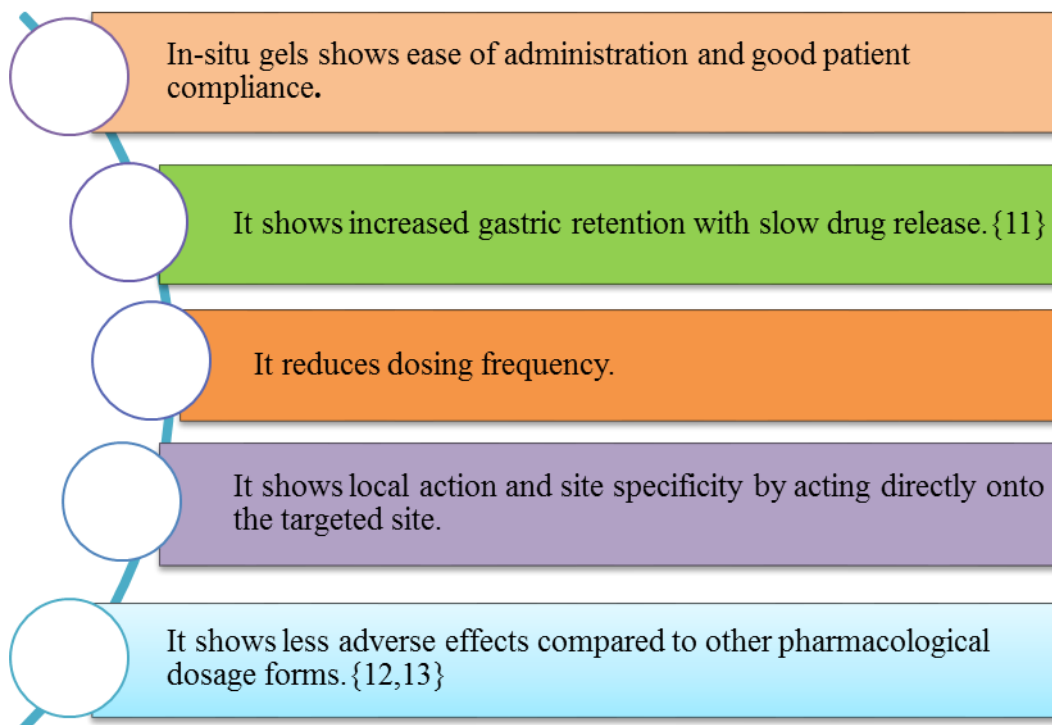 In-situ gels shows ease of administration and good patient
compliance.
It shows increased gastric retention with slow drug release.{11}
It reduces dosing frequency.
It shows local action and site specificity by acting directly onto
the targeted site.
It shows less adverse effects compared to other pharmacological
dosage forms.{12,13}